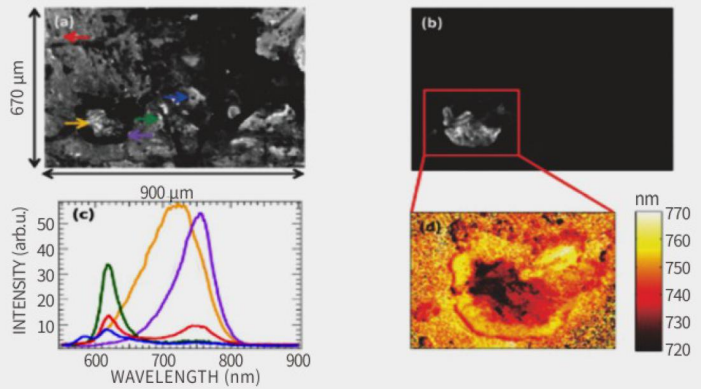 (a)
670 µm
900 µm
(b)
(c)
INTENSITY (arb.u.)
50
40
30
20
10
600 700 800 900
WAVELENGTH (nm)
(d)
nm
770
760
750
740
730
720